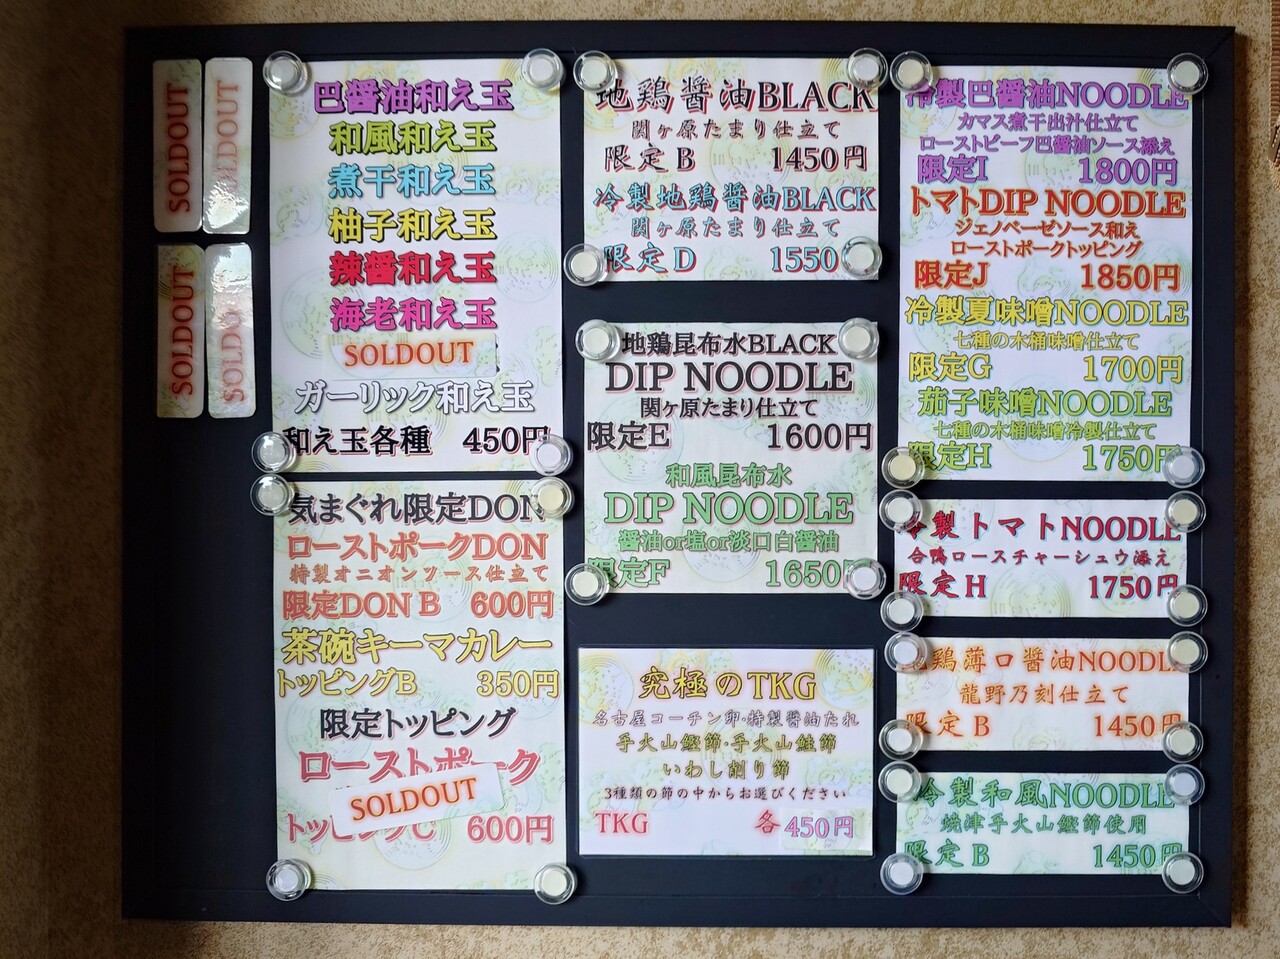 SOLDOUT
SOLDOUT
SOLDOUT
SOLDOUT
巴醤油和え玉
和風和え玉
煮干和え玉
柚子和え玉
辣醤和え玉
海老和え玉
SOLDOUT
ガーリック和え玉
和え玉各種 450円
気まぐれ限定DON
ローストポークDON
特製オニオンソース仕立て
限定DON B 600円
茶碗キーマカレー
トッピングB 350円
限定トッピング
ローストポーク
SOLDOUT
トッピングC 600円
地鶏醤油BLACK
関ヶ原たまり仕立て
限定B 1450円
冷製地鶏醤油BLACK
関ヶ原たまり仕立て
限定D 1550
地鶏昆布水BLACK
DIP NOODLE
関ヶ原たまり仕立て
限定E 1600円
和風昆布水
DIP NOODLE
醤油or塩or淡口白醤油
限定F 1650円
究極のTKG
名古屋コーチン卵·特製醤油たれ
手火山鰹節·手火山鮭節
いわし削り節
3種類の節の中からお選びください
TKG 各450円
冷製巴醤油NOODLE
カマス煮干出汁仕立て
ローストビーフ巴醤油ソース添え
限定I 1800円
トマトDIP NOODLE
ジェノベーゼソース和え
ローストポークトッピング
限定J 1850円
冷製夏味噌NOODLE
七種の木桶味噌仕立て
限定G 1700円
茄子味噌NOODLE
七種の木桶味噌冷製仕立て
限定H 1750円
冷製トマトNOODLE
合鴨ロースチャーシュウ添え
限定H 1750円
鶏薄口醤油NOODLE
龍野乃刻仕立て
限定B 1450円
冷製和風NOODLE
焼津手火山鰹節使用
限定B 1450円